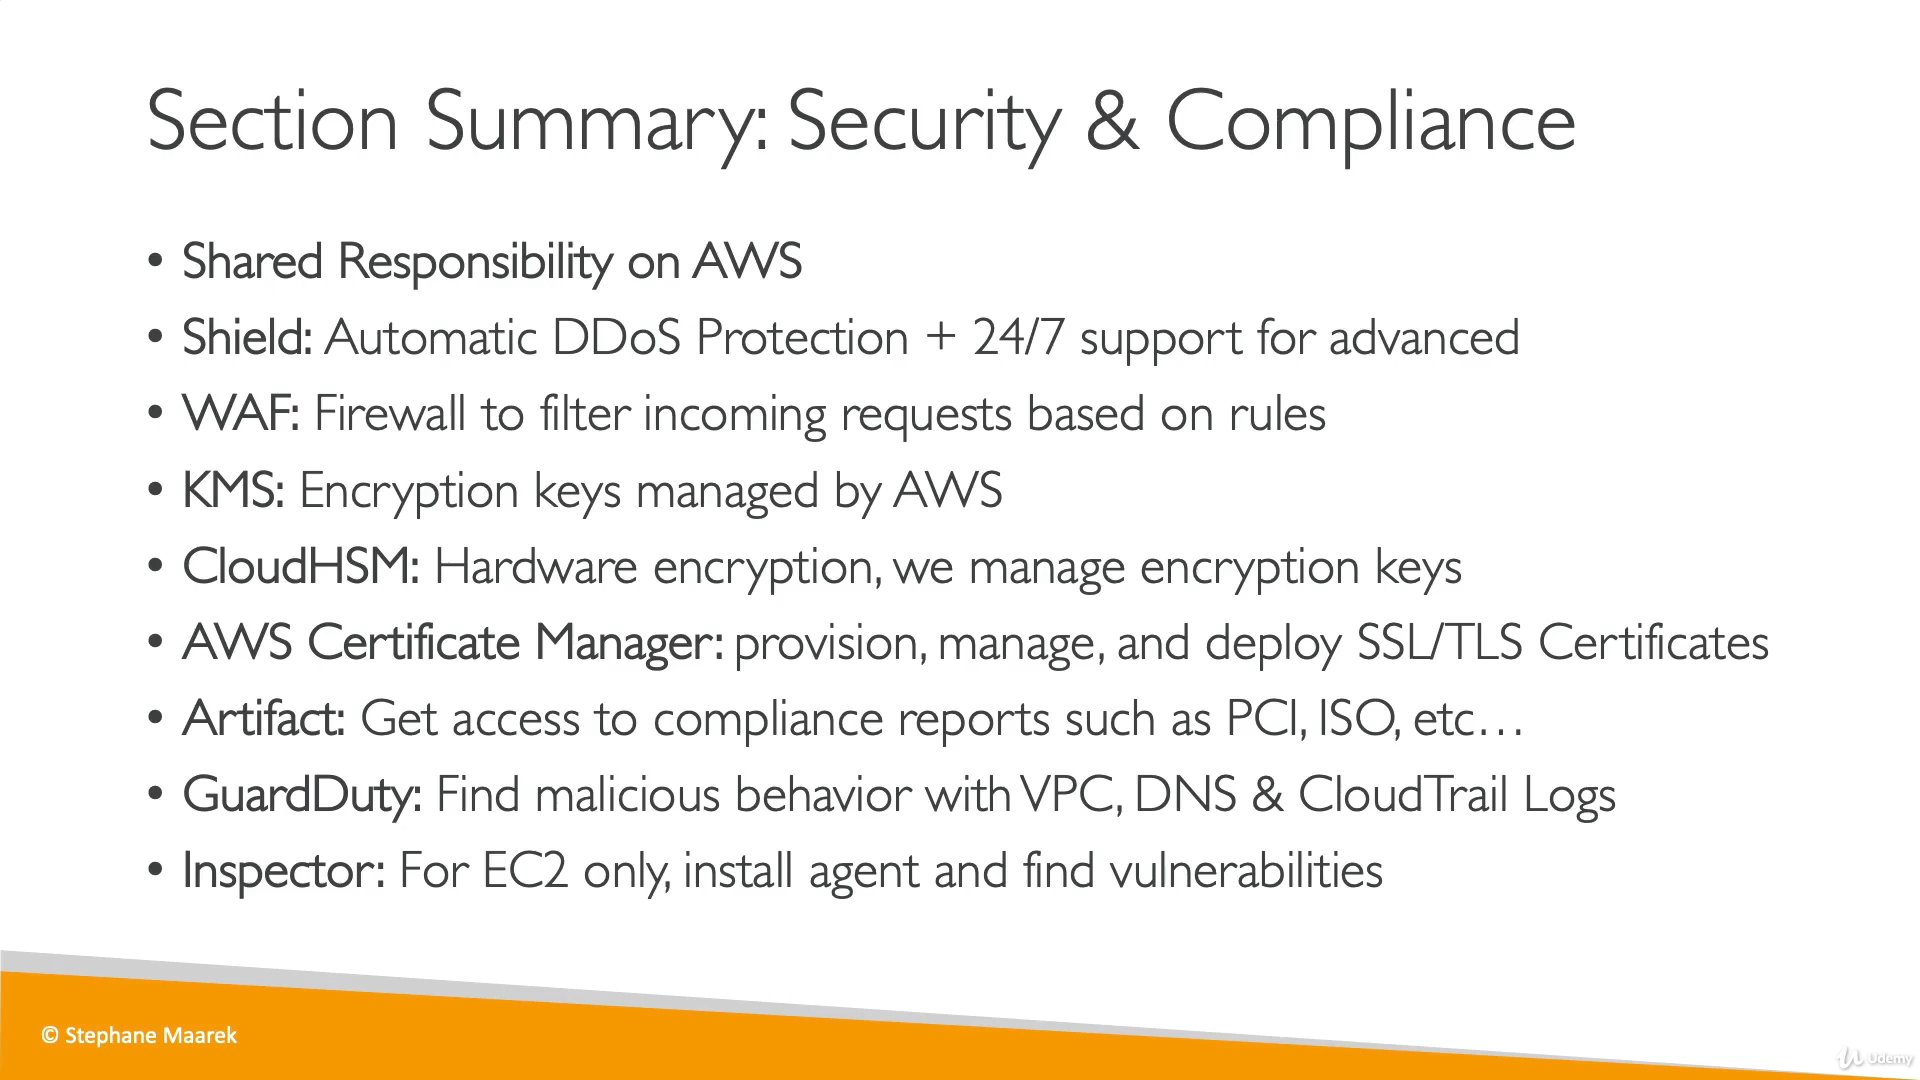 Section Summary: Security & Compliance
• Shared Responsibility on AWS
• Shield: Automatic DDoS Protection + 24/7 support for advanced
• WAF: Firewall to filter incoming requests based on rules
• KMS: Encryption keys managed by AWS
• CloudHSM: Hardware encryption, we manage encryption keys
• AWS Certificate Manager: provision, manage, and deploy SSL/TLS Certificates
• Artifact: Get access to compliance reports such as PCI, ISO, etc…
• GuardDuty: Find malicious behavior with VPC, DNS & CloudTrail Logs
• Inspector: For EC2 only, install agent and find vulnerabilities
© Stephane Maarek
Udemy